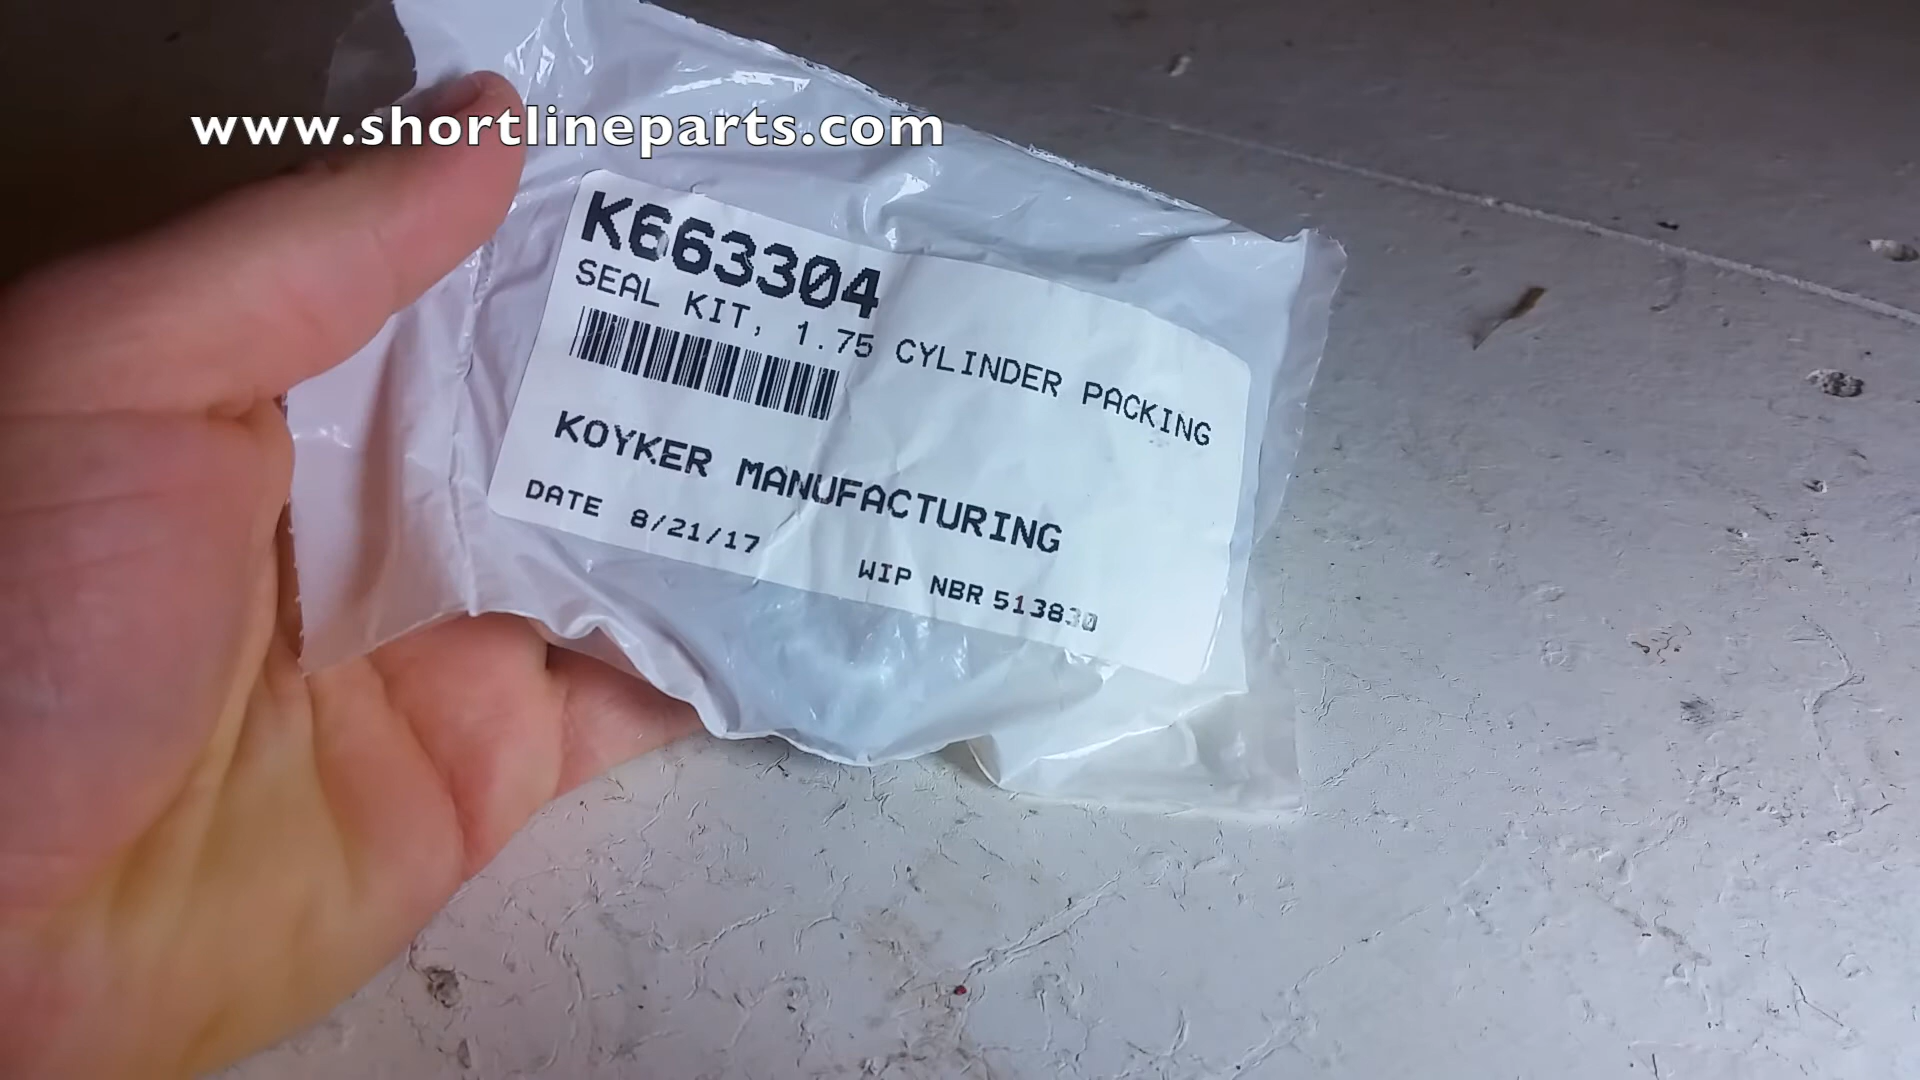 www.shortlineparts.com
K663304
SEAL KIT, 1.75 CYLINDER PACKING
KOYKER MANUFACTURING
DATE 8/21/17
WIP NBR 513830